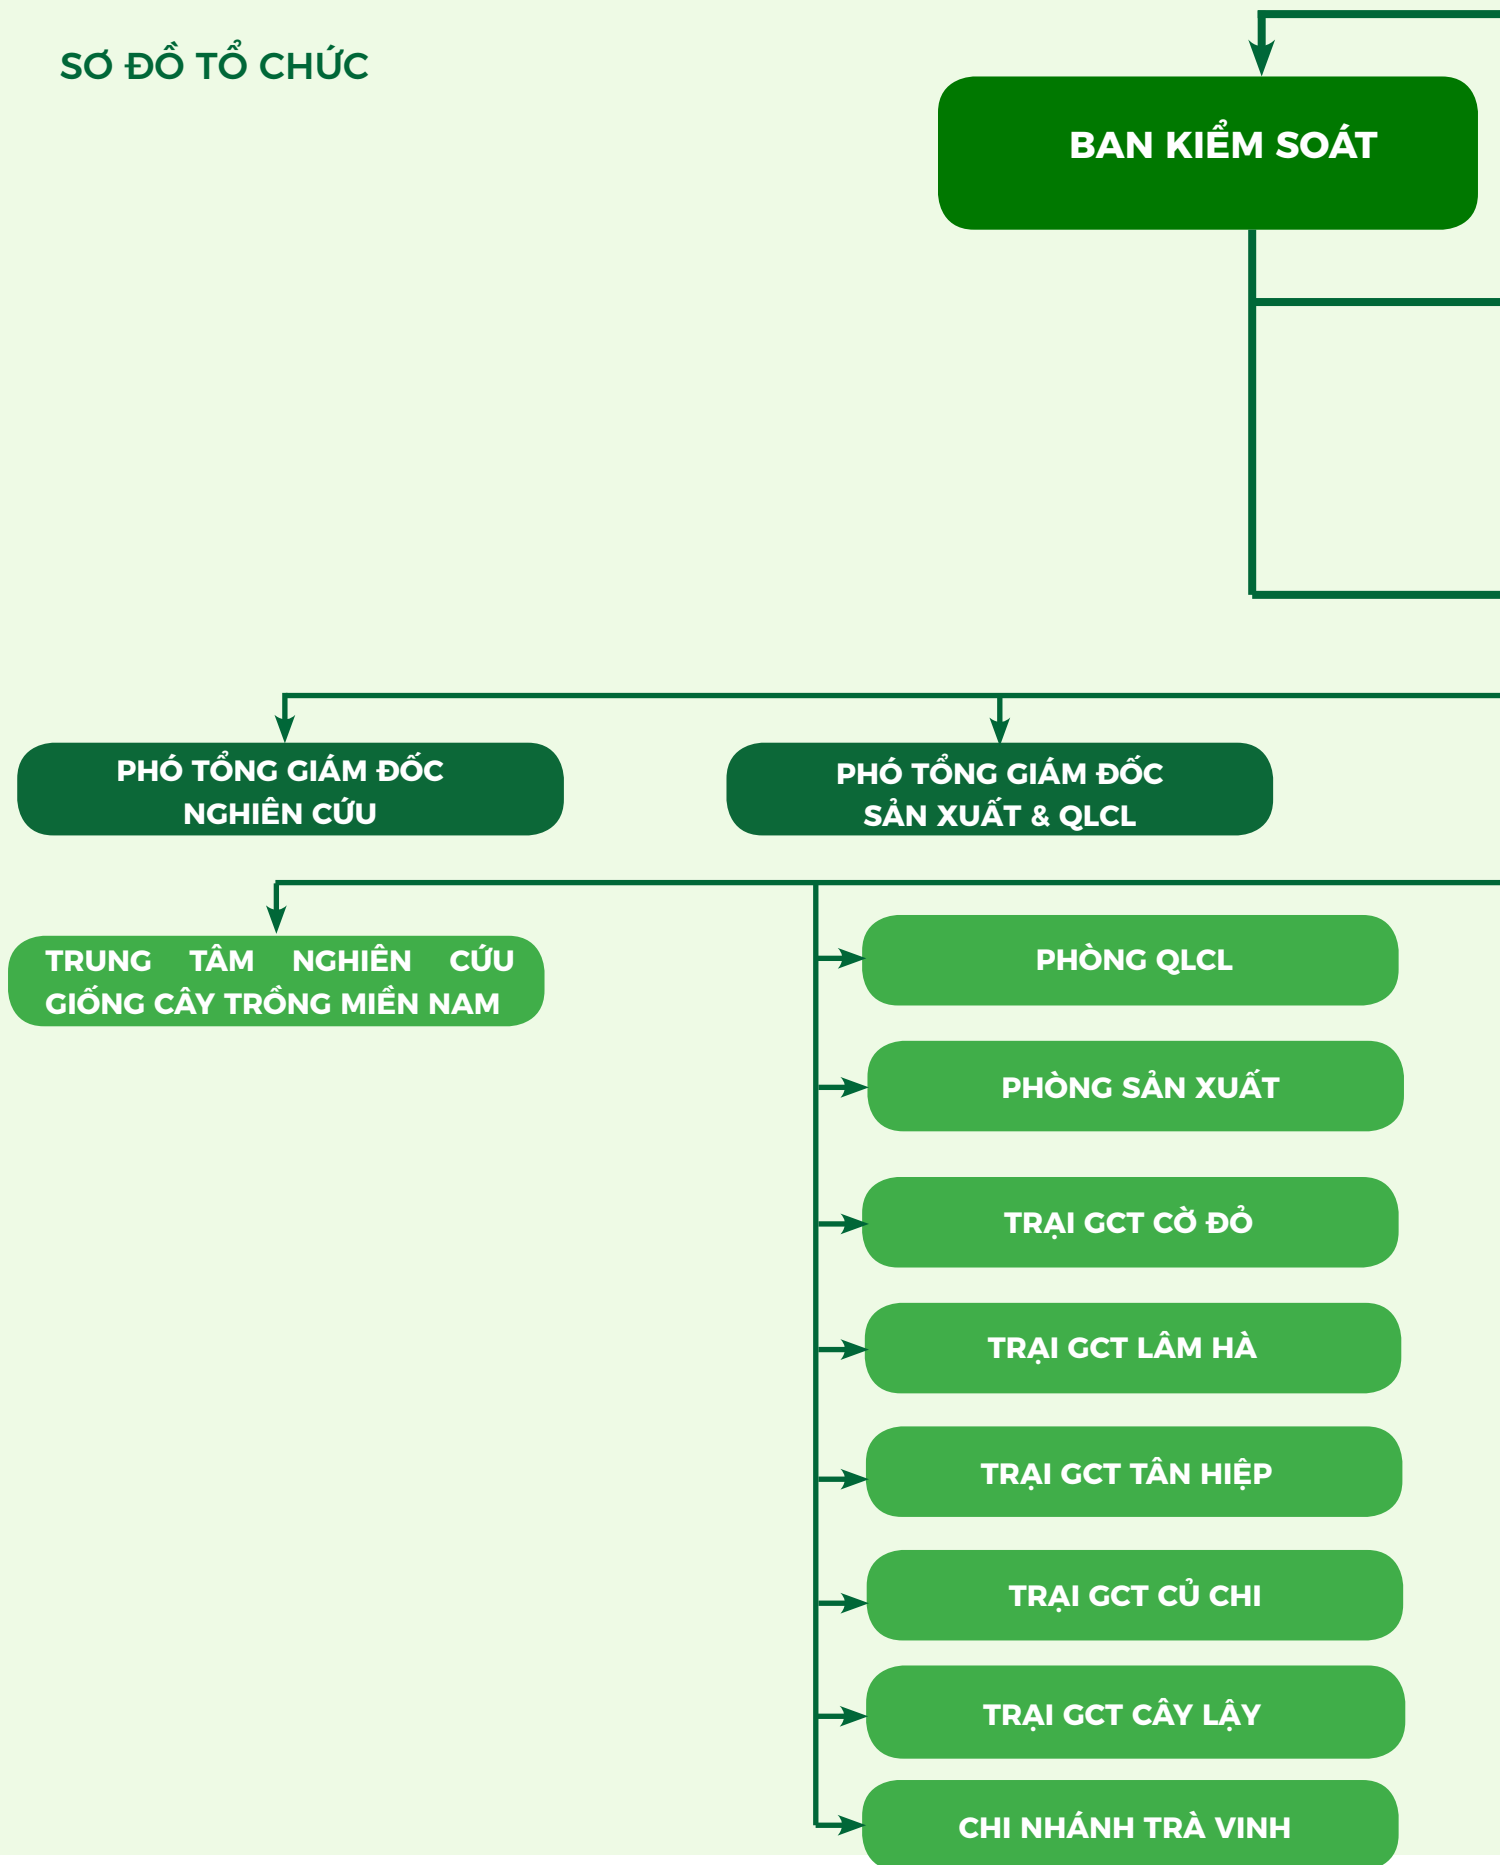 SƠ ĐỒ TỔ CHỨC
BAN KIỂM SOÁT
PHÓ TỔNG GIÁM ĐỐC
NGHIÊN CỨU
PHÓ TỔNG GIÁM ĐỐC
SẢN XUẤT & QLCL
TRUNG TÂM NGHIÊN CỨU
GIỐNG CÂY TRỒNG MIỀN NAM
PHÒNG QLCL
PHÒNG SẢN XUẤT
TRẠI GCT CỜ ĐỎ
TRẠI GCT LÂM HÀ
TRẠI GCT TÂN HIỆP
TRẠI GCT CỦ CHI
TRẠI GCT CÂY LẬY
CHI NHÁNH TRÀ VINH